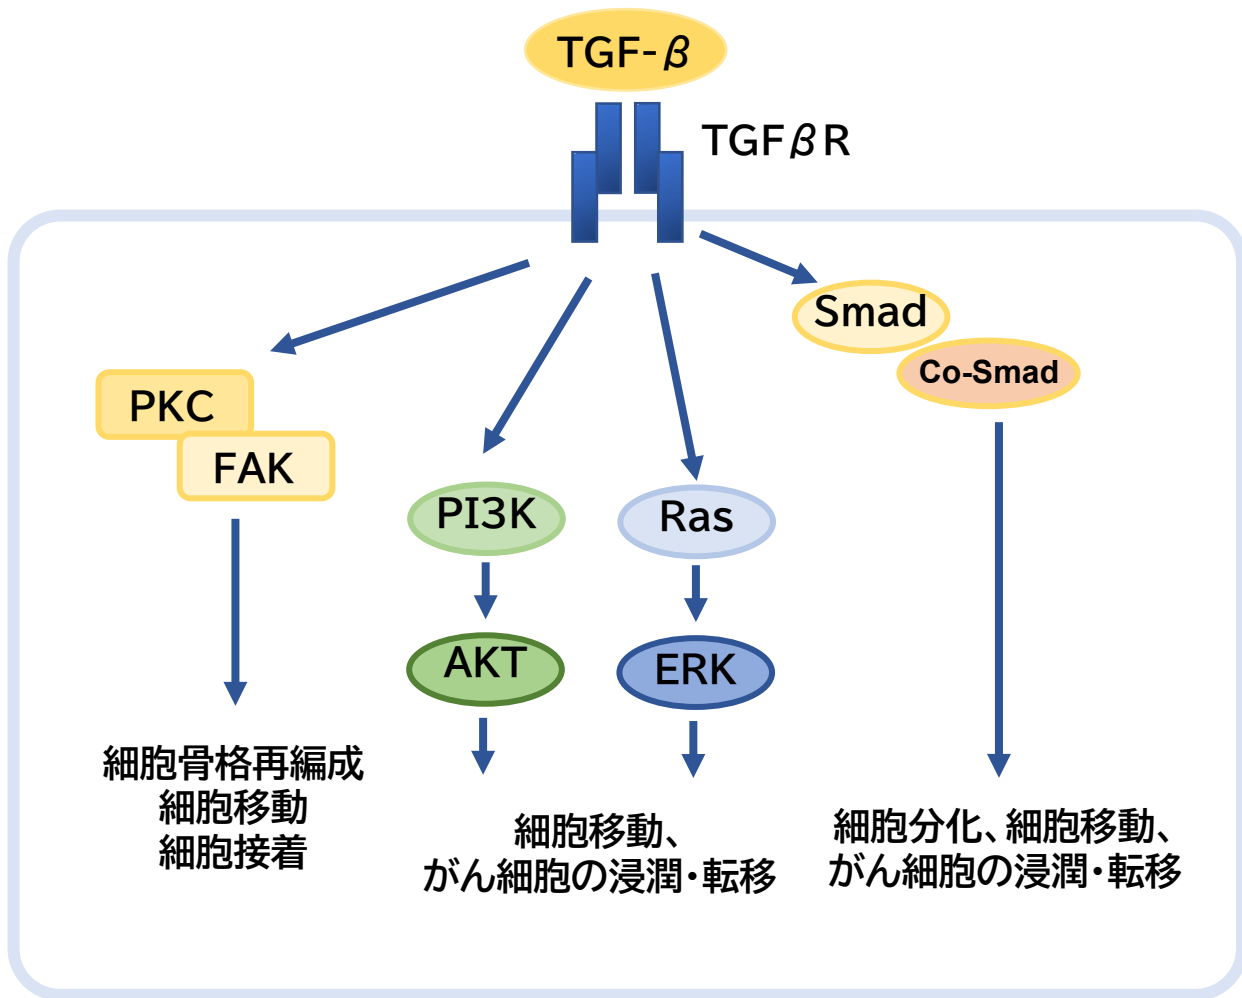 TGF-β
TGFβR
Smad
Co-Smad
PKC
FAK
PI3K
Ras
AKT
ERK
細胞骨格再編成
細胞移動
細胞接着
細胞移動、
がん細胞の浸潤・転移
細胞分化、細胞移動、
がん細胞の浸潤・転移